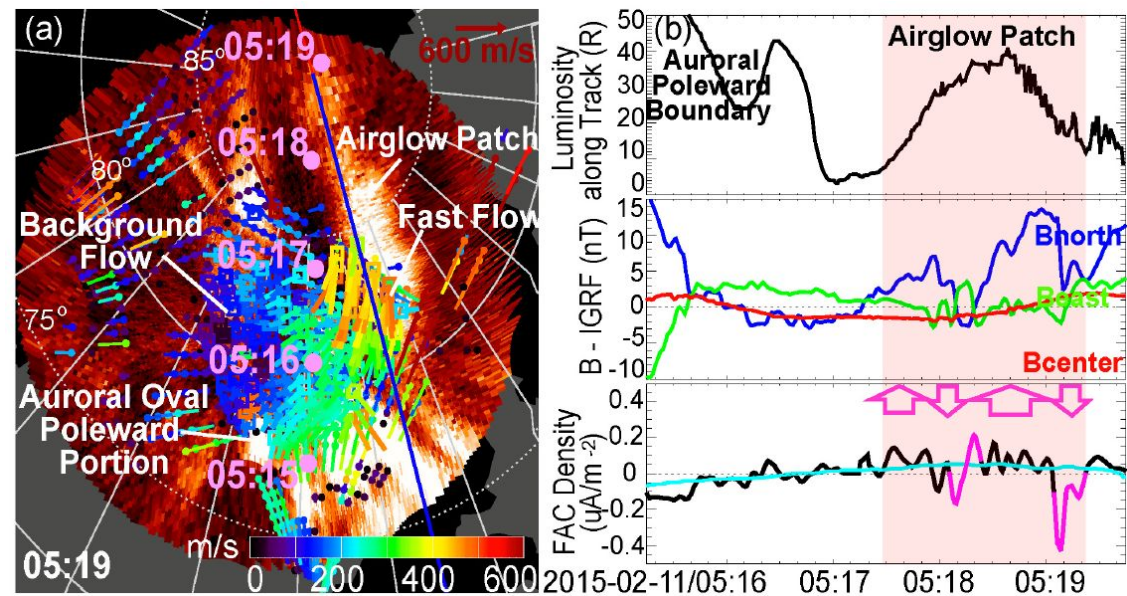 (a)
05:19
600 m/s
85°
05:18
Airglow Patch
80°
Background
Flow
Fast Flow
05:17
75°
05:16
Auroral Oval
Poleward
Portion
05:15
m/s
0 200 400 600
05:19
(b)
Luminosity
along Track (R)
50
40
30
20
10
0
Auroral
Poleward
Boundary
Airglow Patch
B - IGRF (nT)
15
10
5
0
-5
-10
Bnorth
Beast
Bcenter
FAC Density
(uA/m⁻²)
0.4
0.2
0
-0.2
-0.4
2015-02-11/05:16 05:17 05:18 05:19